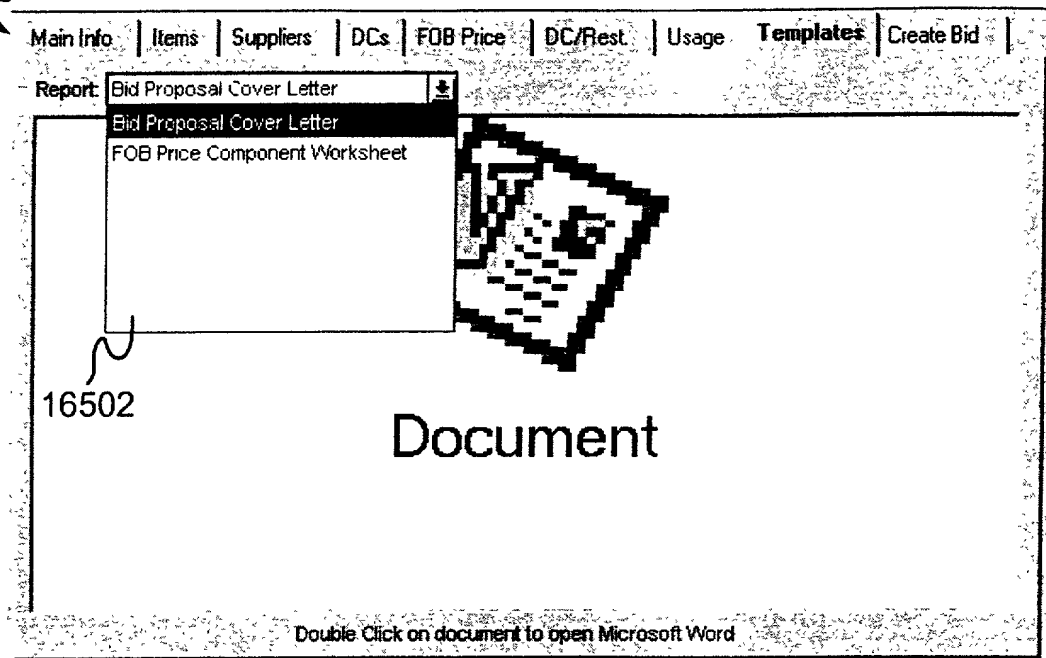 Main Info Items Suppliers DCs FOB Price DC/Rest. Usage Templates Create Bid
Report: Bid Proposal Cover Letter
Bid Proposal Cover Letter
FOB Price Component Worksheet
16502
Document
Double Click on document to open Microsoft Word